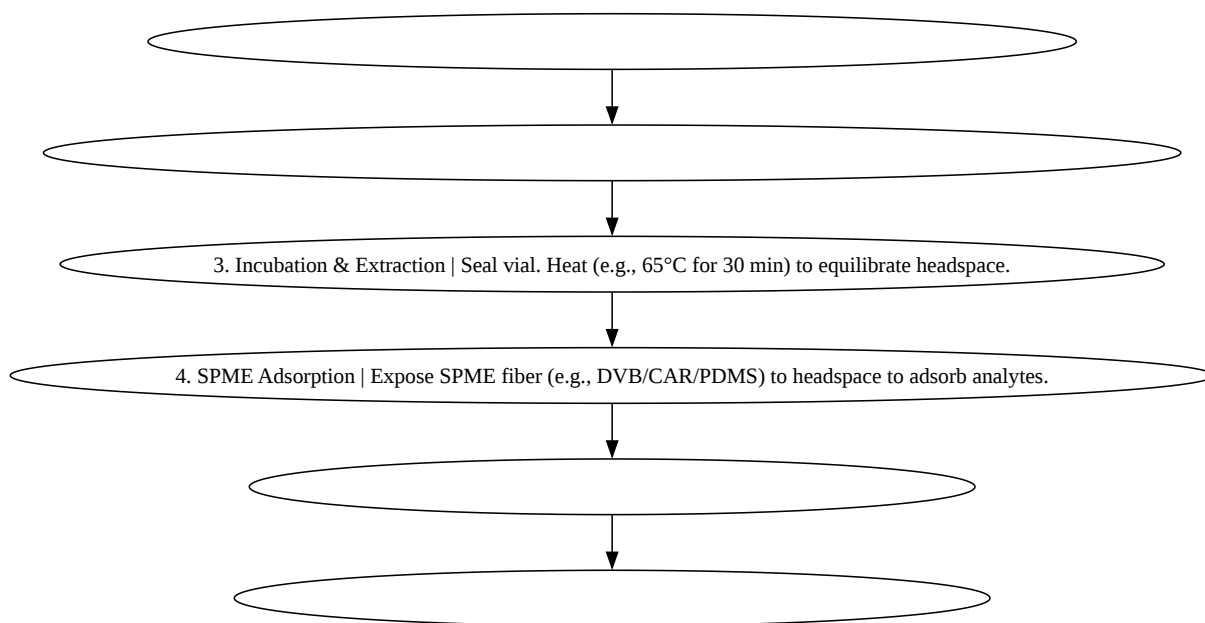 3. Incubation & Extraction | Seal vial. Heat (e.g., 65°C for 30 min) to equilibrate headspace.
4. SPME Adsorption | Expose SPME fiber (e.g., DVB/CAR/PDMS) to headspace to adsorb analytes.